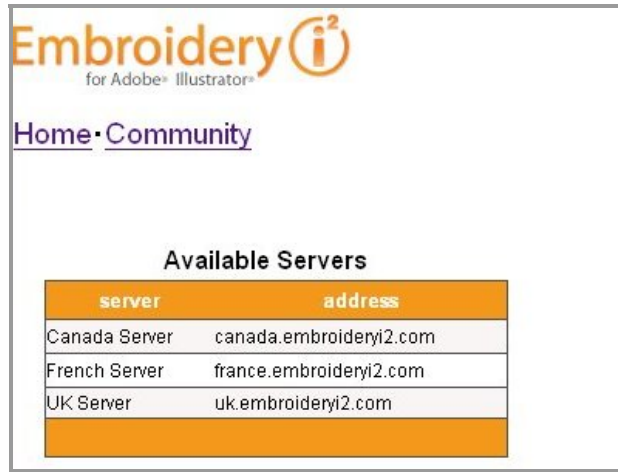 Embroidery i²
for Adobe® Illustrator®
Home·Community
Available Servers
server address
Canada Server canada.embroideryi2.com
French Server france.embroideryi2.com
UK Server uk.embroideryi2.com